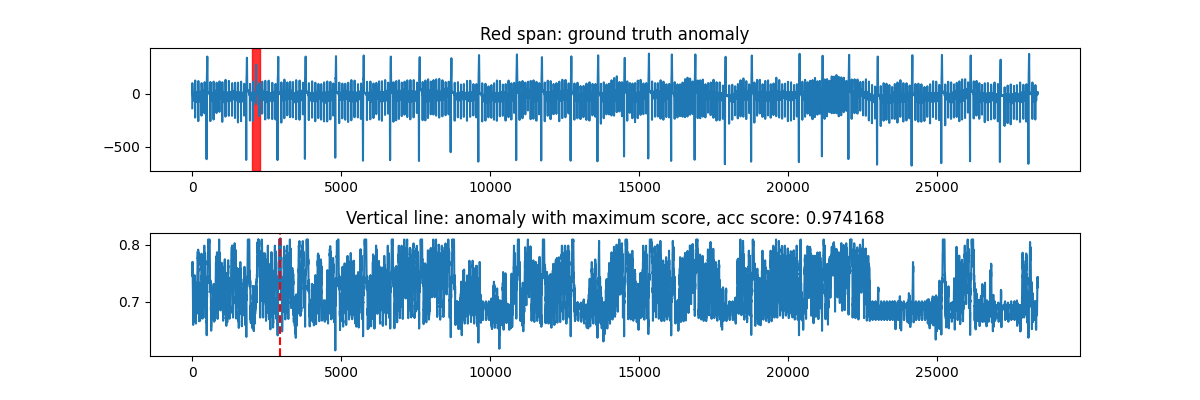 Red span: ground truth anomaly
0
−500
0 5000 10000 15000 20000 25000
Vertical line: anomaly with maximum score, acc score: 0.974168
0.8
0.7
0 5000 10000 15000 20000 25000